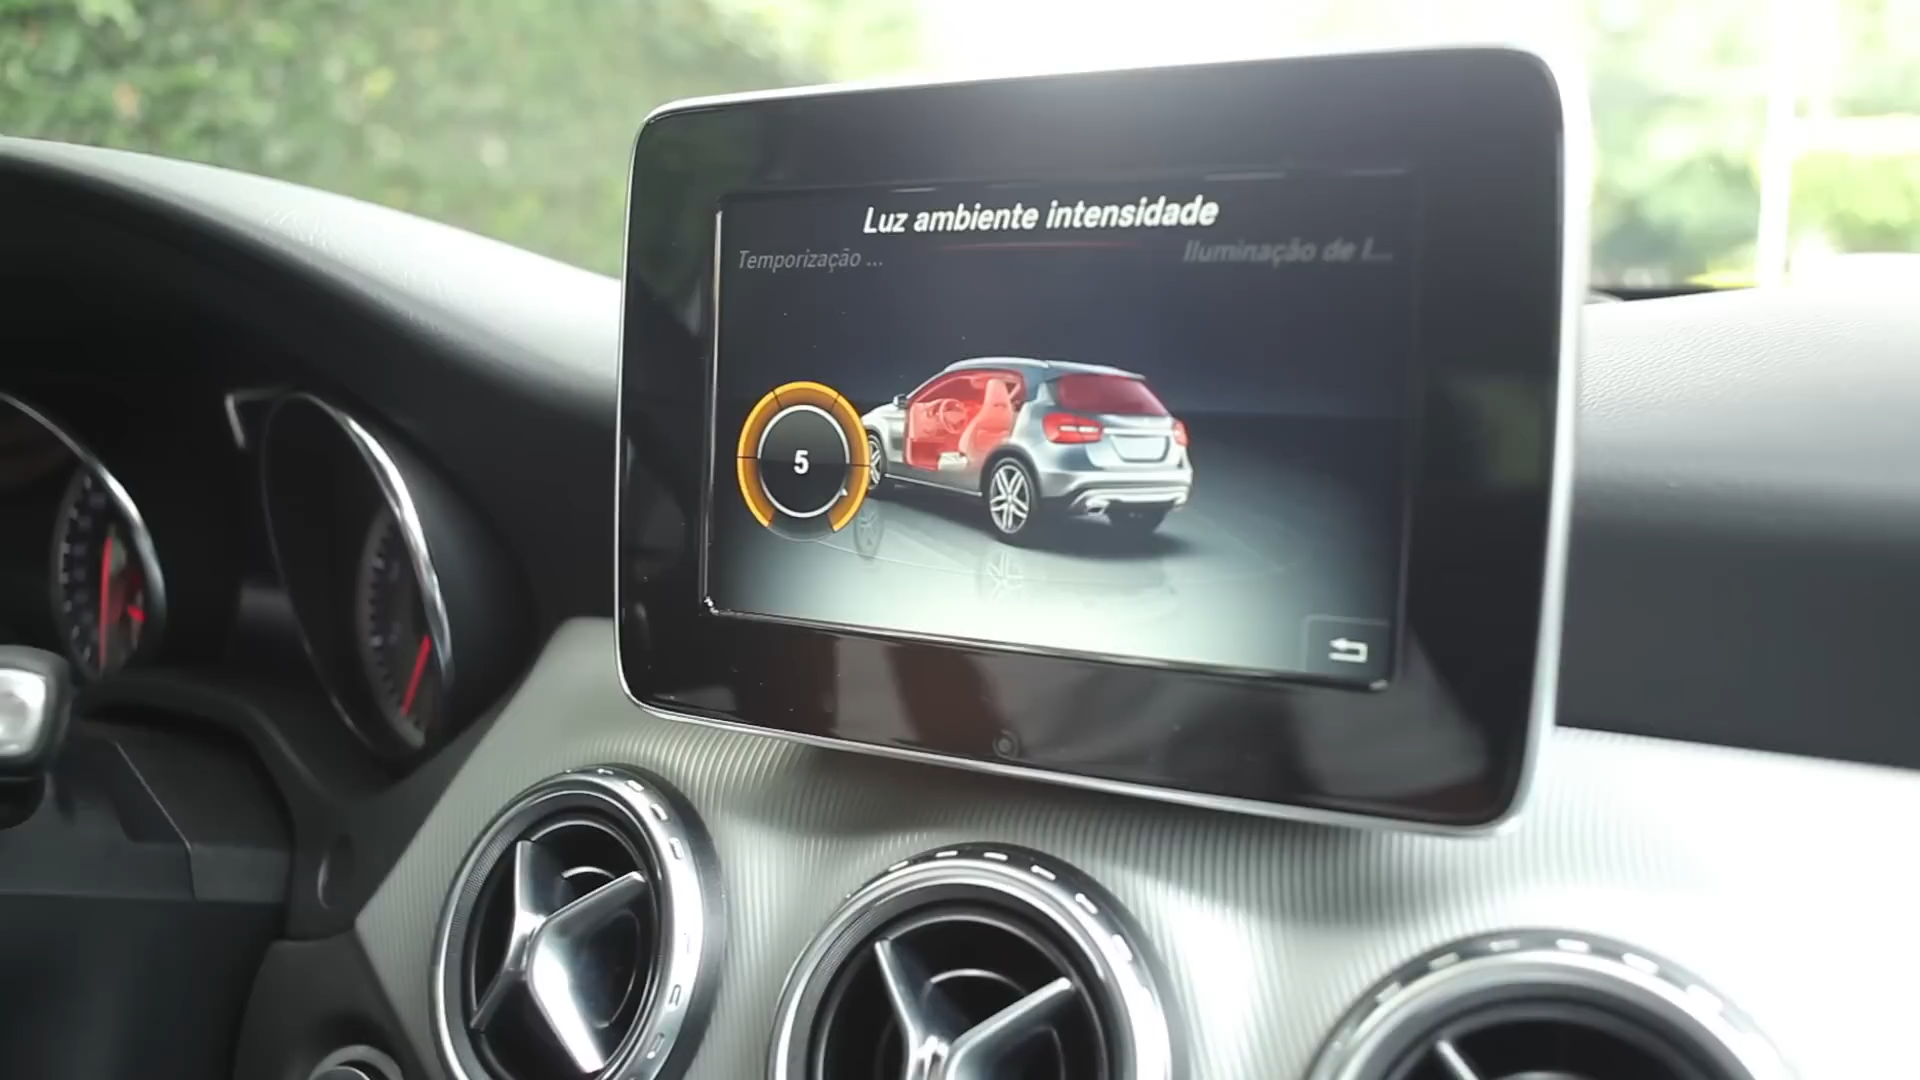 Luz ambiente intensidade
Temporização ...
Iluminação de I...
5